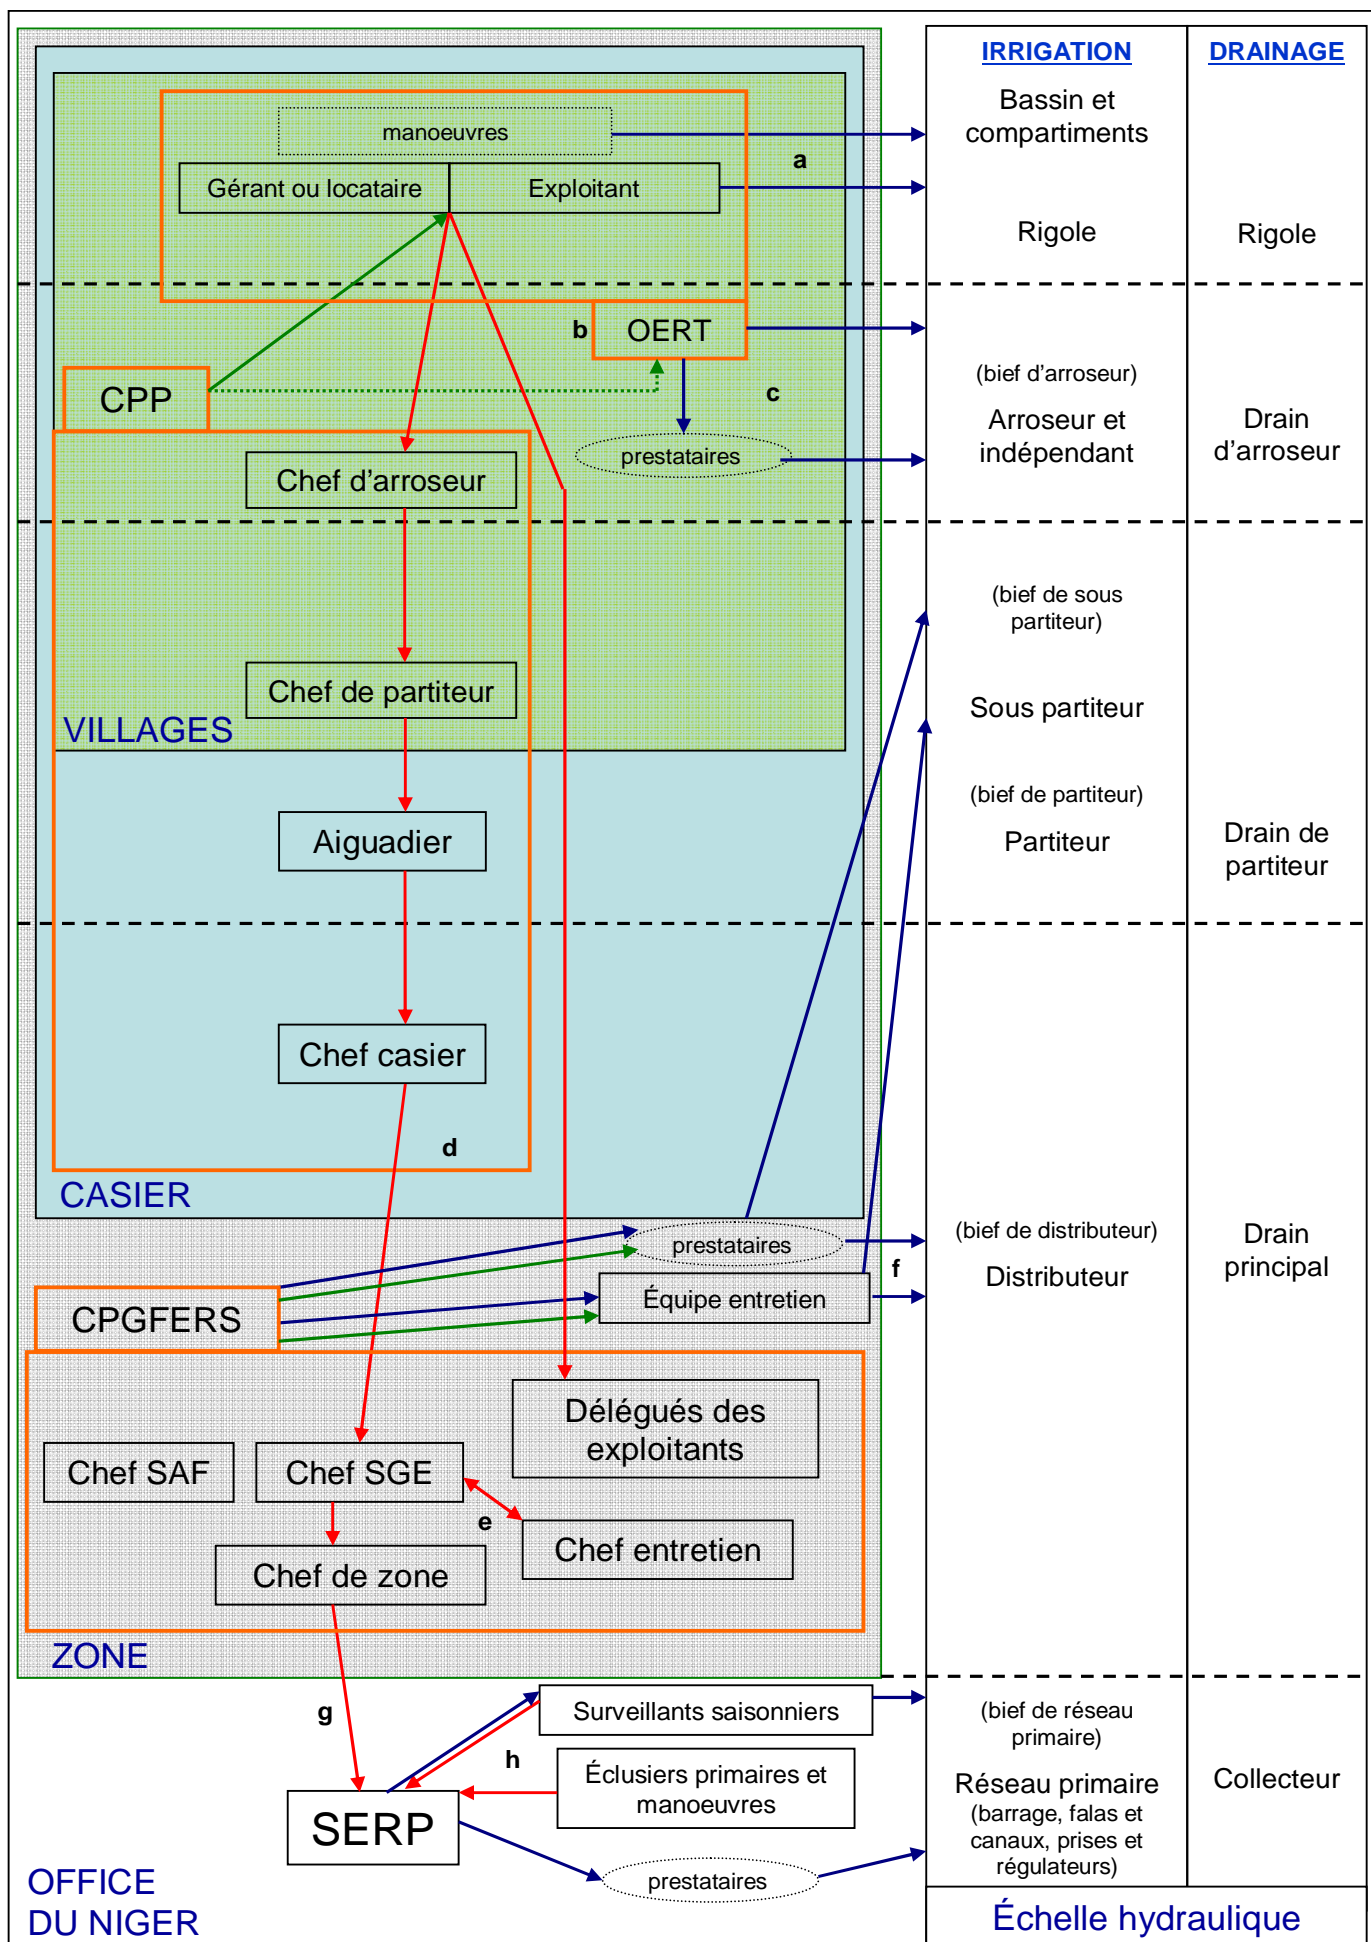 IRRIGATION
DRAINAGE
Bassin et
compartiments
manoeuvres
a
Gérant ou locataire
Exploitant
Rigole
Rigole
b
OERT
(bief d'arroseur)
CPP
c
Arroseur et
indépendant
Drain
d'arroseur
prestataires
Chef d'arroseur
(bief de sous
partiteur)
Chef de partiteur
Sous partiteur
VILLAGES
(bief de partiteur)
Aiguadier
Partiteur
Drain de
partiteur
Chef casier
d
CASIER
prestataires
(bief de distributeur)
Drain
principal
f
Distributeur
Équipe entretien
CPGFERS
Délégués des
exploitants
Chef SAF
Chef SGE
e
Chef entretien
Chef de zone
ZONE
g
Surveillants saisonniers
(bief de réseau
primaire)
h
Éclusiers primaires et
manoeuvres
Réseau primaire
(barrage, falas et
canaux, prises et
régulateurs)
Collecteur
SERP
prestataires
OFFICE
DU NIGER
Échelle hydraulique